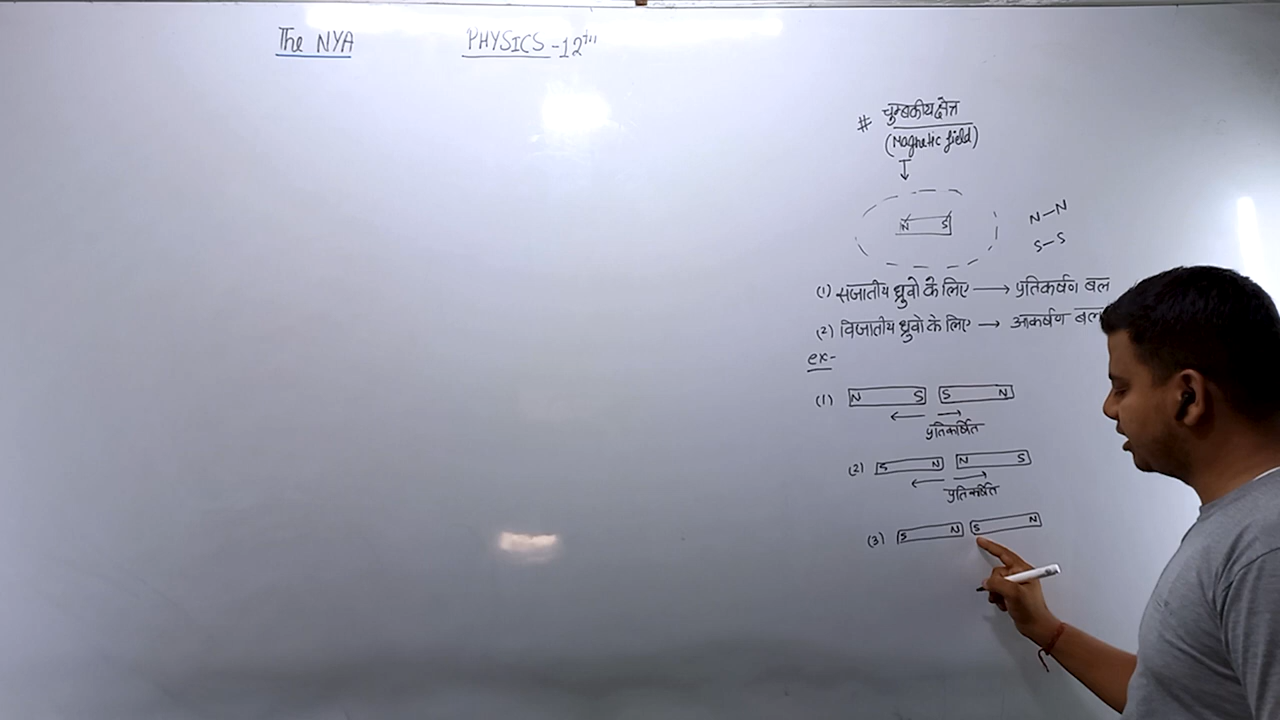 The NYA PHYSICS-12th
# चुम्बकीय क्षेत्र
(Magnetic field)
N S
N-N
S-S
(1) सजातीय ध्रुवो के लिए → प्रतिकर्षण बल
(2) विजातीय ध्रुवो के लिए → आकर्षण बल
ex-
(1) N S S N
प्रतिकर्षित
(2) S N N S
प्रतिकर्षित
(3) S N S N